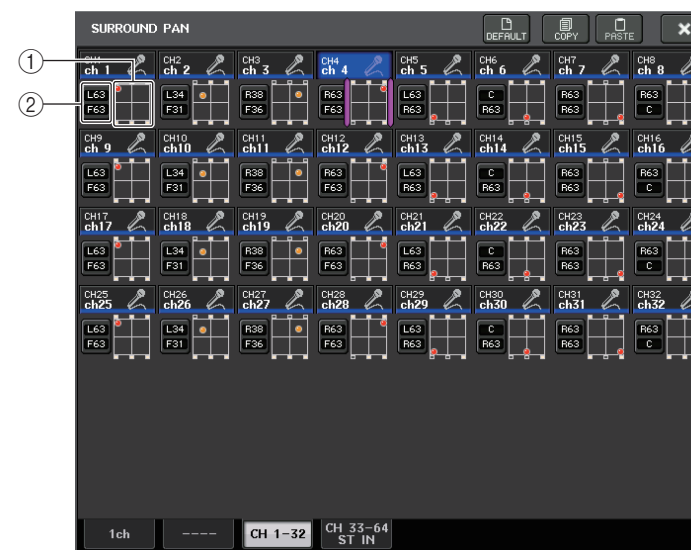 SURROUND PAN DEFAULT COPY PASTE
① ②
CH1 CH2 CH3 CH4 CH5 CH6 CH7 CH8
ch 1 ch 2 ch 3 ch 4 ch 5 ch 6 ch 7 ch 8
L63 L34 R38 R63 L63 C R63 R63
F63 F31 F36 F63 R63 R63 R63 C
CH9 CH10 CH11 CH12 CH13 CH14 CH15 CH16
ch 9 ch10 ch11 ch12 ch13 ch14 ch15 ch16
L63 L34 R38 R63 L63 C R63 R63
F63 F31 F36 F63 R63 R63 R63 C
CH17 CH18 CH19 CH20 CH21 CH22 CH23 CH24
ch17 ch18 ch19 ch20 ch21 ch22 ch23 ch24
L63 L34 R38 R63 L63 C R63 R63
F63 F31 F36 F63 R63 R63 R63 C
CH25 CH26 CH27 CH28 CH29 CH30 CH31 CH32
ch25 ch26 ch27 ch28 ch29 ch30 ch31 ch32
L63 L34 R38 R63 L63 C R63 R63
F63 F31 F36 F63 R63 R63 R63 C
1ch ---- CH 1-32 CH 33-64
ST IN